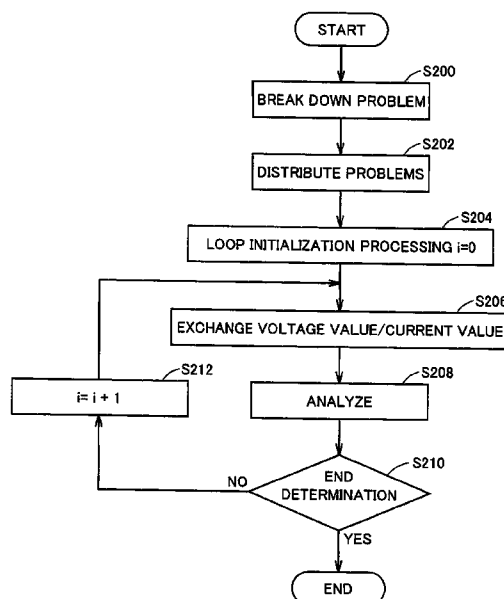 START
S200
BREAK DOWN PROBLEM
S202
DISTRIBUTE PROBLEMS
S204
LOOP INITIALIZATION PROCESSING i=0
S206
EXCHANGE VOLTAGE VALUE/CURRENT VALUE
S212
i= i + 1
S208
ANALYZE
S210
END
DETERMINATION
NO
YES
END